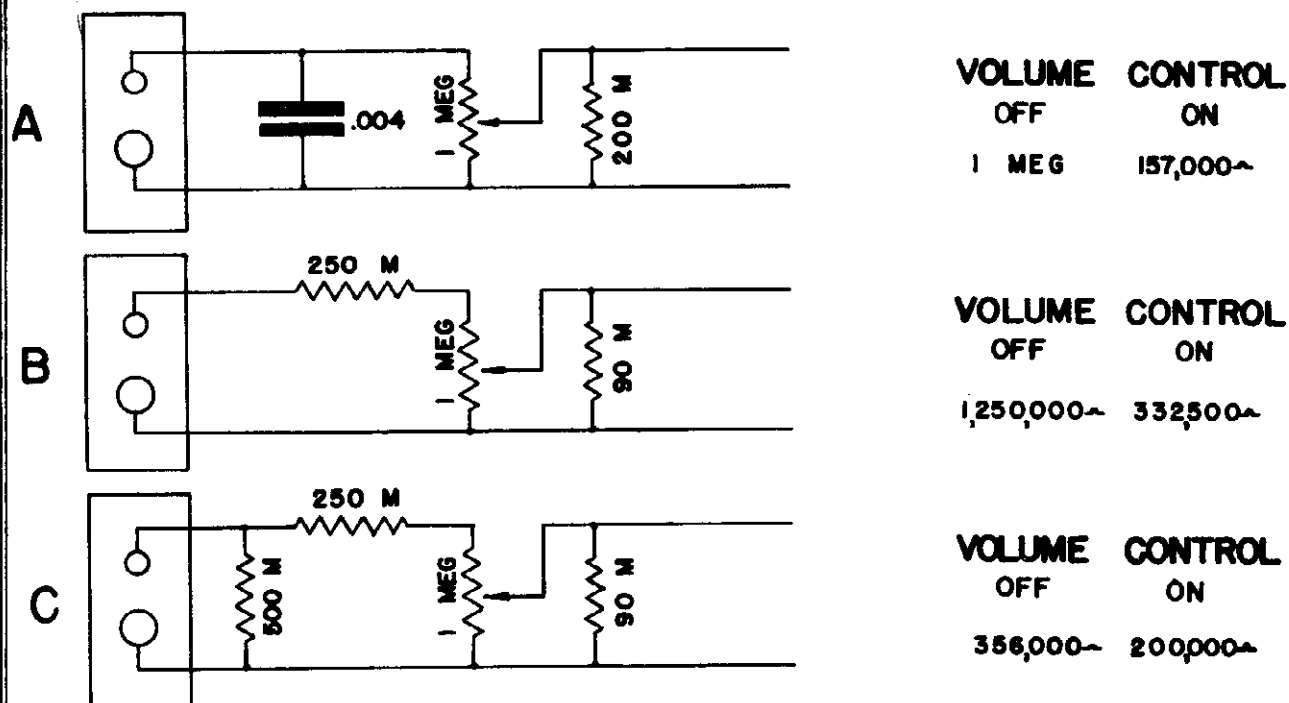 A
.004
1 MEG
200 M
VOLUME CONTROL
OFF ON
1 MEG 157,000~
B
250 M
1 MEG
90 M
VOLUME CONTROL
OFF ON
1,250,000~ 332,500~
C
250 M
500 M
1 MEG
90 M
VOLUME CONTROL
OFF ON
356,000~ 200,000~